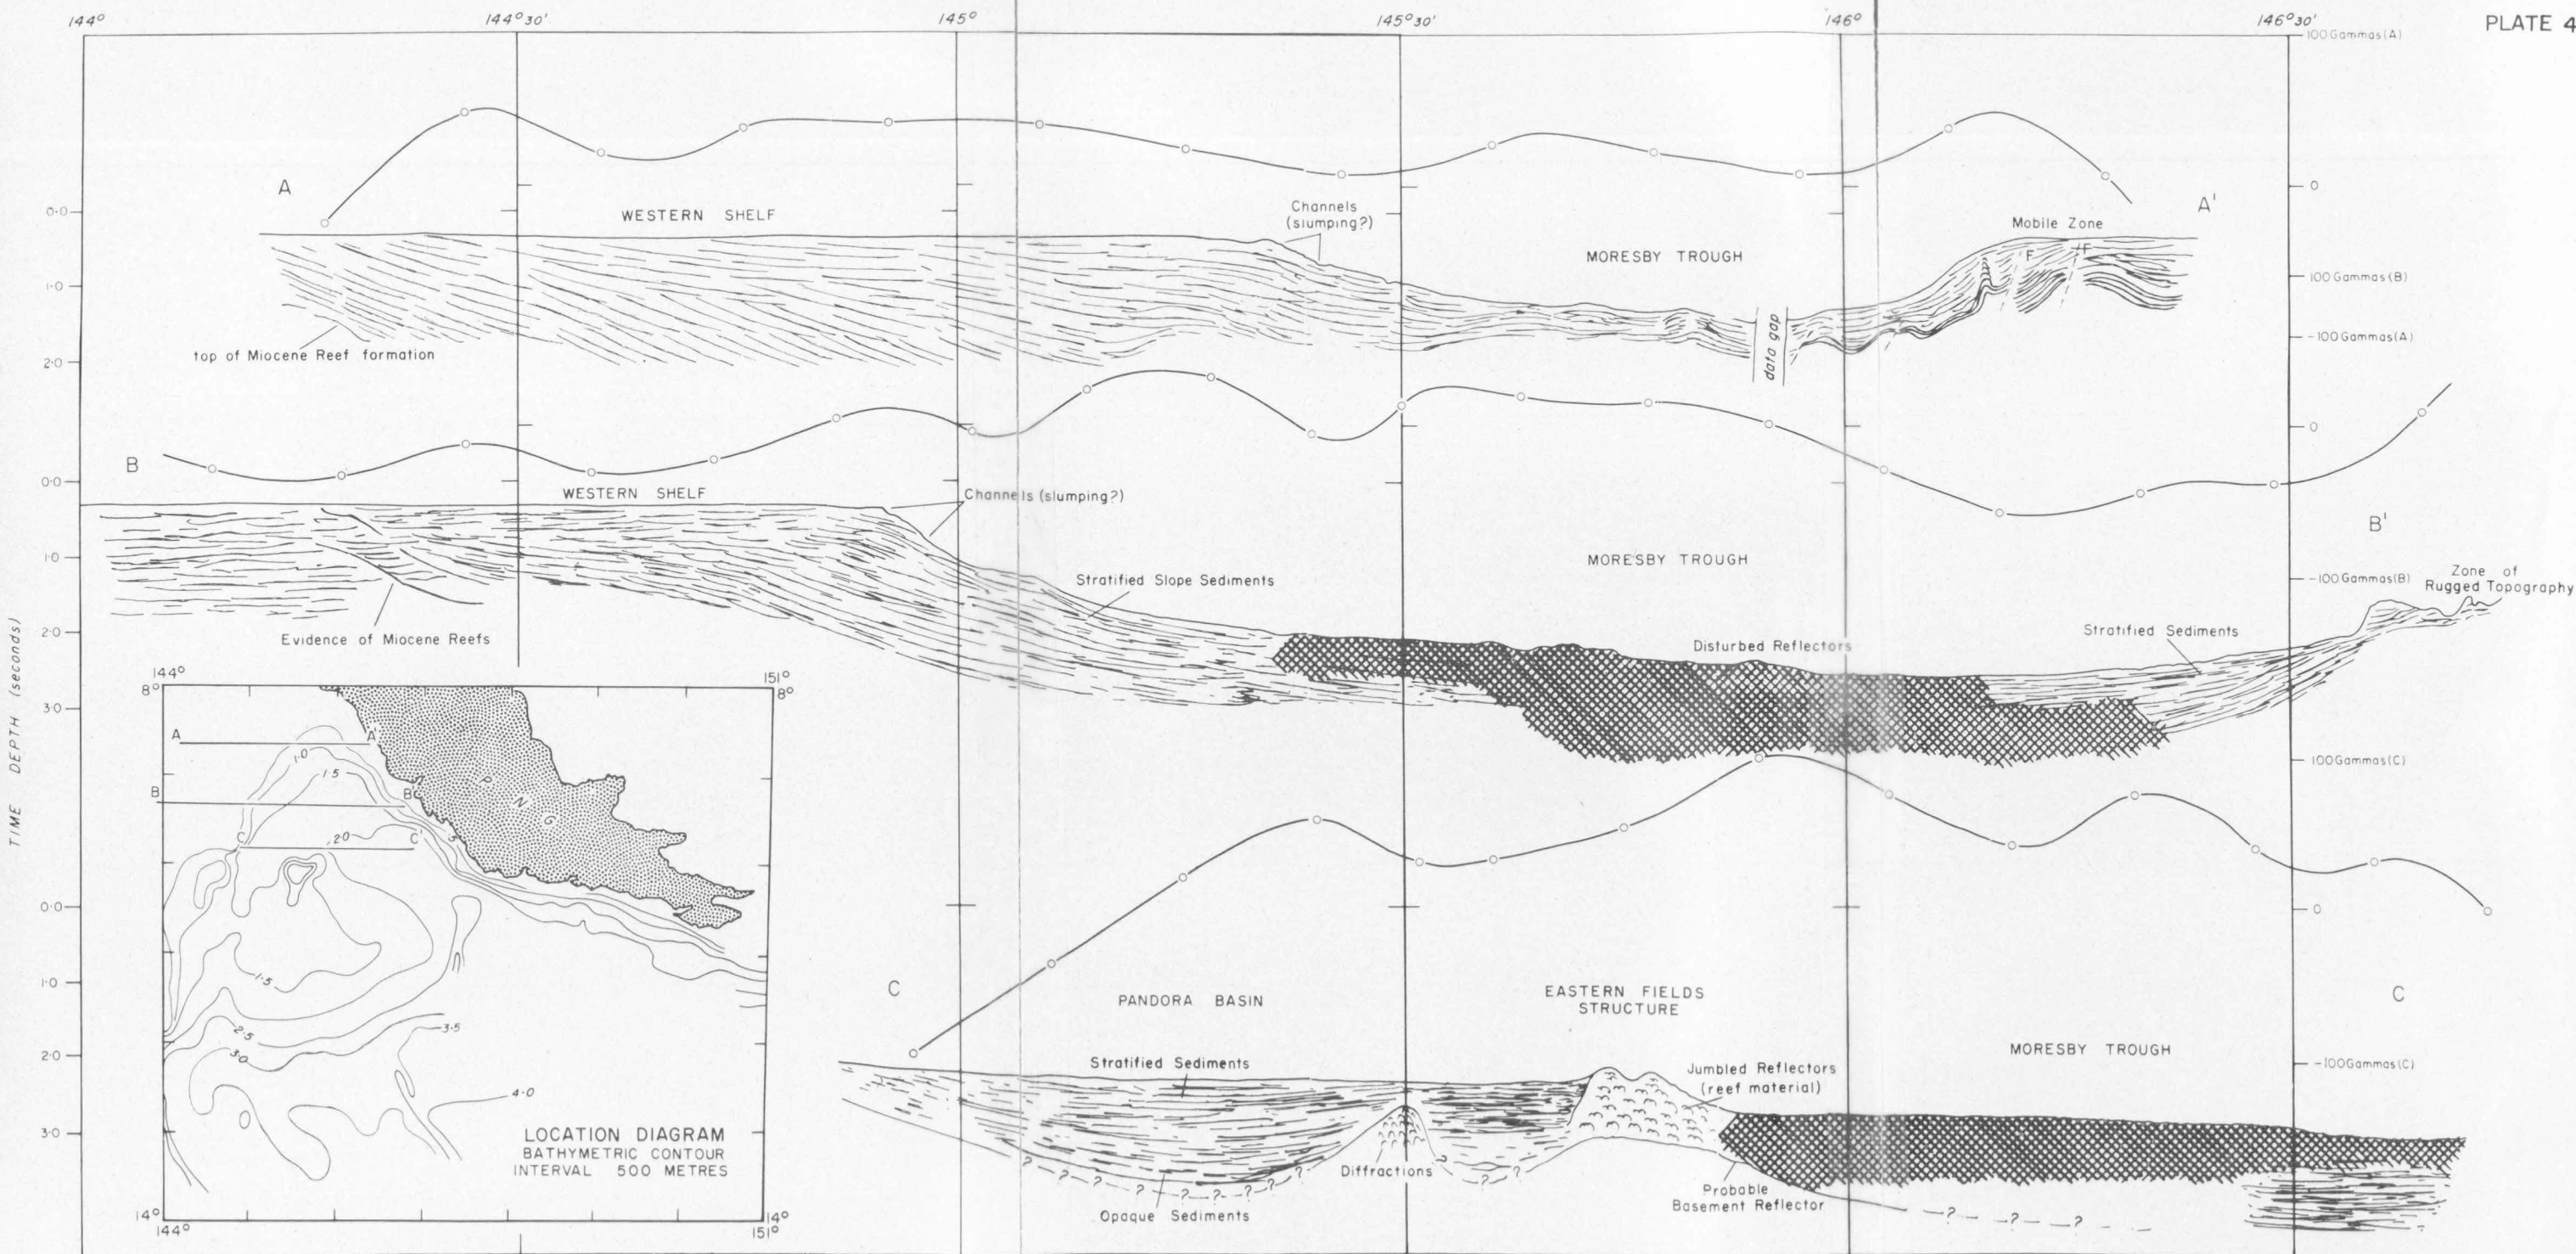 144° 144°30' 145° 145°30' 146° 146°30'
PLATE 4
100 Gammas (A)
A
A'
0·0
WESTERN SHELF
Channels
(slumping?)
MORESBY TROUGH
Mobile Zone
F
F
0
1·0
100 Gammas (B)
data gap
top of Miocene Reef formation
-100 Gammas (A)
2·0
B
0
0·0
WESTERN SHELF
Channels (slumping?)
B'
1·0
MORESBY TROUGH
Stratified Slope Sediments
-100 Gammas (B)
Zone of
Rugged Topography
Evidence of Miocene Reefs
Disturbed Reflectors
Stratified Sediments
2·0
3·0
TIME DEPTH (seconds)
100 Gammas (C)
144° 151°
8° 8°
A A'
1·0
1·5
B B'
P
N
G
C 2·0 C'
1·5
2·5
3·0
3·5
4·0
LOCATION DIAGRAM
BATHYMETRIC CONTOUR
INTERVAL 500 METRES
14° 14°
144° 151°
0·0
0
1·0
C
PANDORA BASIN
EASTERN FIELDS
STRUCTURE
C
2·0
Stratified Sediments
Jumbled Reflectors
(reef material)
MORESBY TROUGH
-100 Gammas (C)
3·0
? ? ? ? ? ? ? ? ?
Diffractions
? ? ?
Opaque Sediments
Probable
Basement Reflector
? ? ?